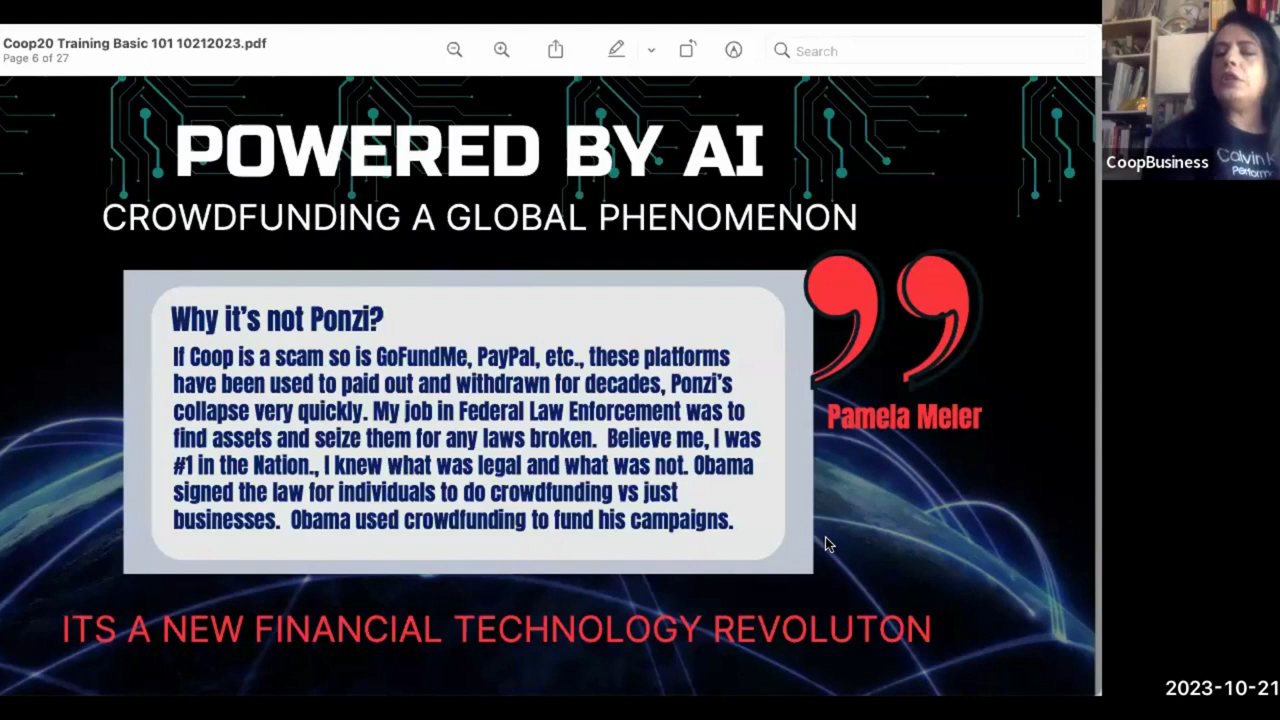 Coop20 Training Basic 101 10212023.pdf
Page 6 of 27
Search
POWERED BY AI
CROWDFUNDING A GLOBAL PHENOMENON
Why it's not Ponzi?
If Coop is a scam so is GoFundMe, PayPal, etc., these platforms
have been used to paid out and withdrawn for decades, Ponzi's
collapse very quickly. My job in Federal Law Enforcement was to
find assets and seize them for any laws broken. Believe me, I was
#1 in the Nation., I knew what was legal and what was not. Obama
signed the law for individuals to do crowdfunding vs just
businesses. Obama used crowdfunding to fund his campaigns.
Pamela Meler
ITS A NEW FINANCIAL TECHNOLOGY REVOLUTON
CoopBusiness
Calvin K
Perform
2023-10-21